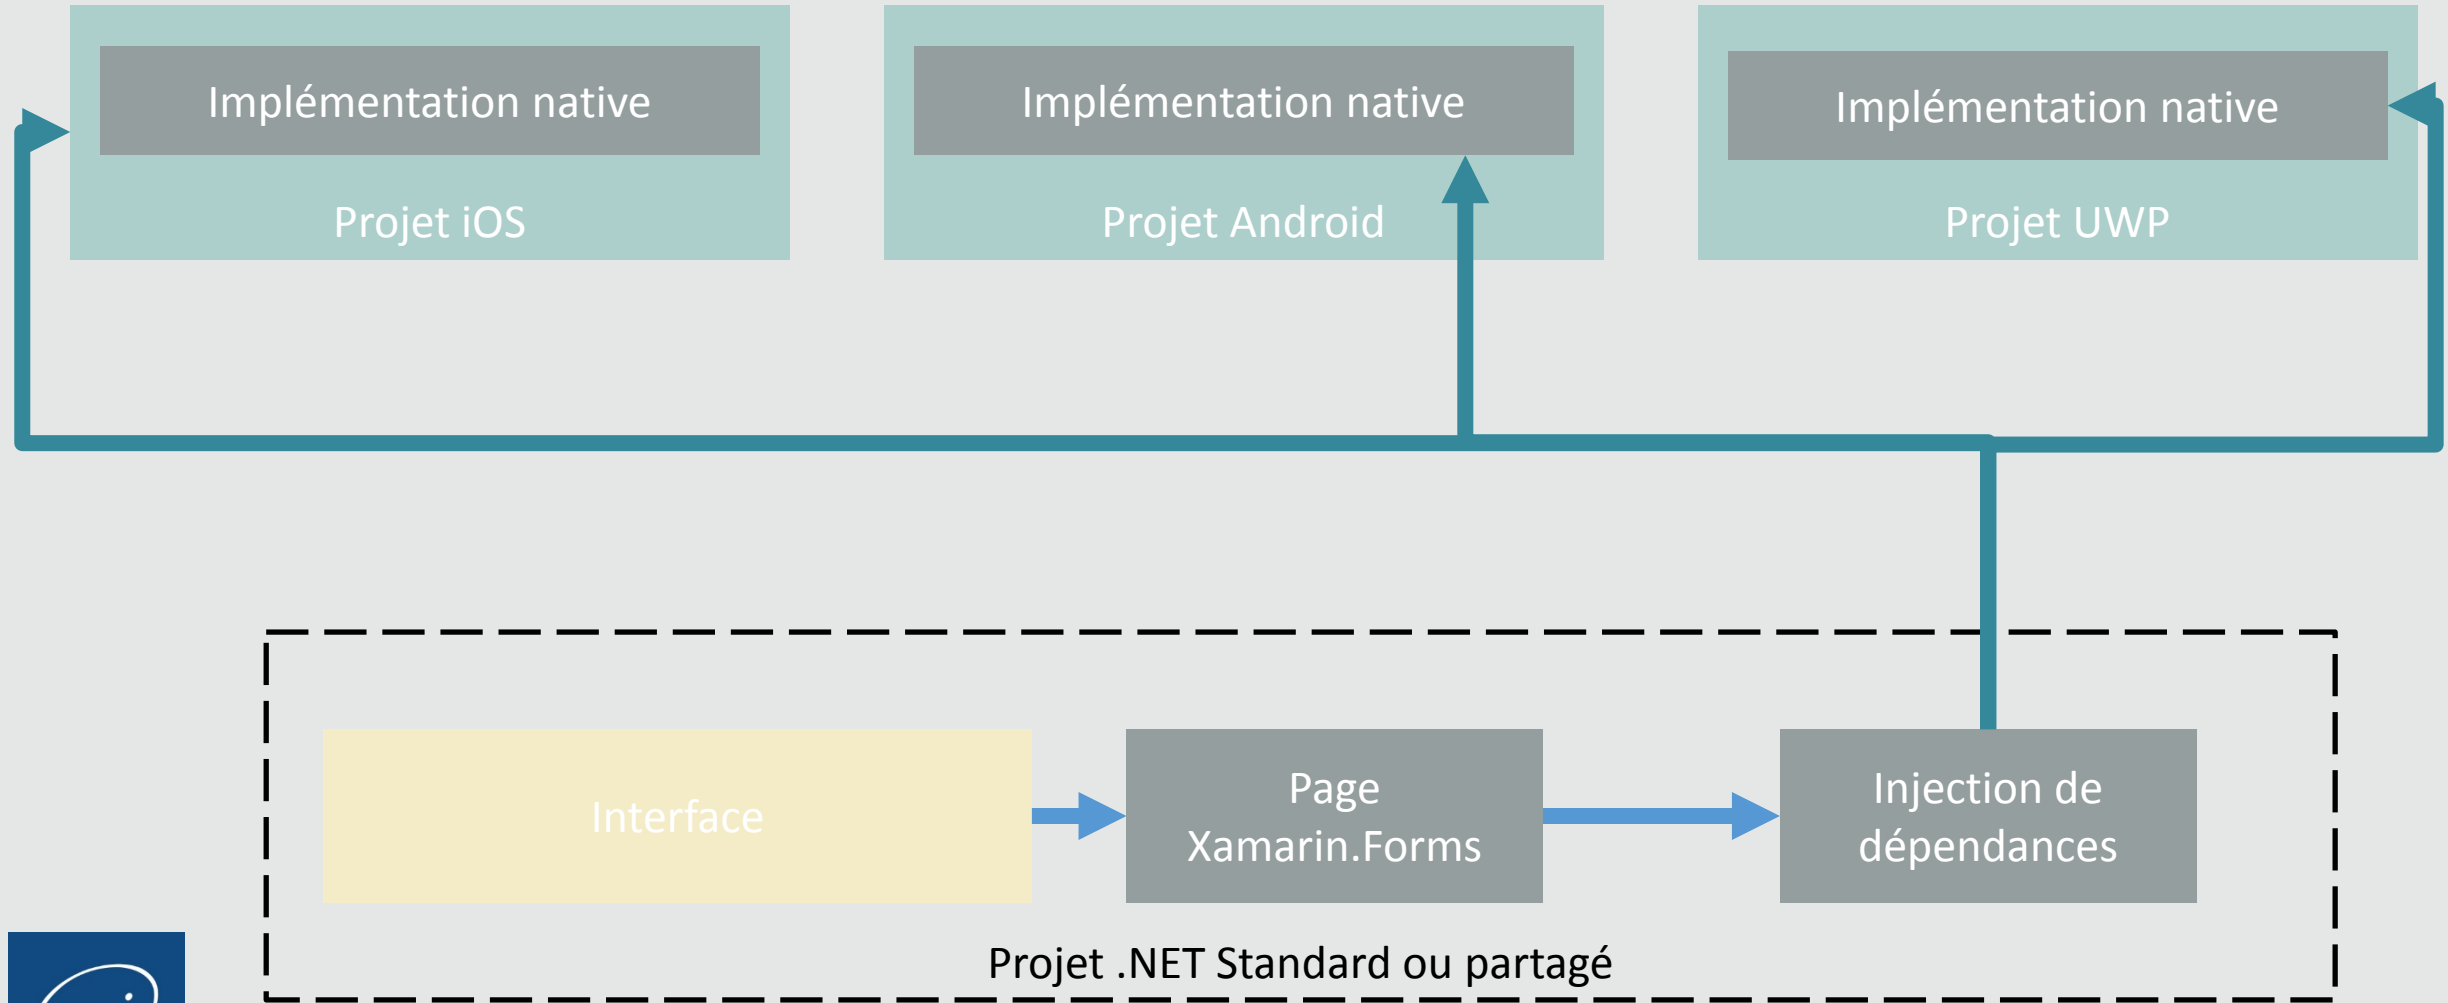 Implémentation native
Implémentation native
Implémentation native
Projet iOS
Projet Android
Projet UWP
Interface
Page
Xamarin.Forms
Injection de
dépendances
Projet .NET Standard ou partagé